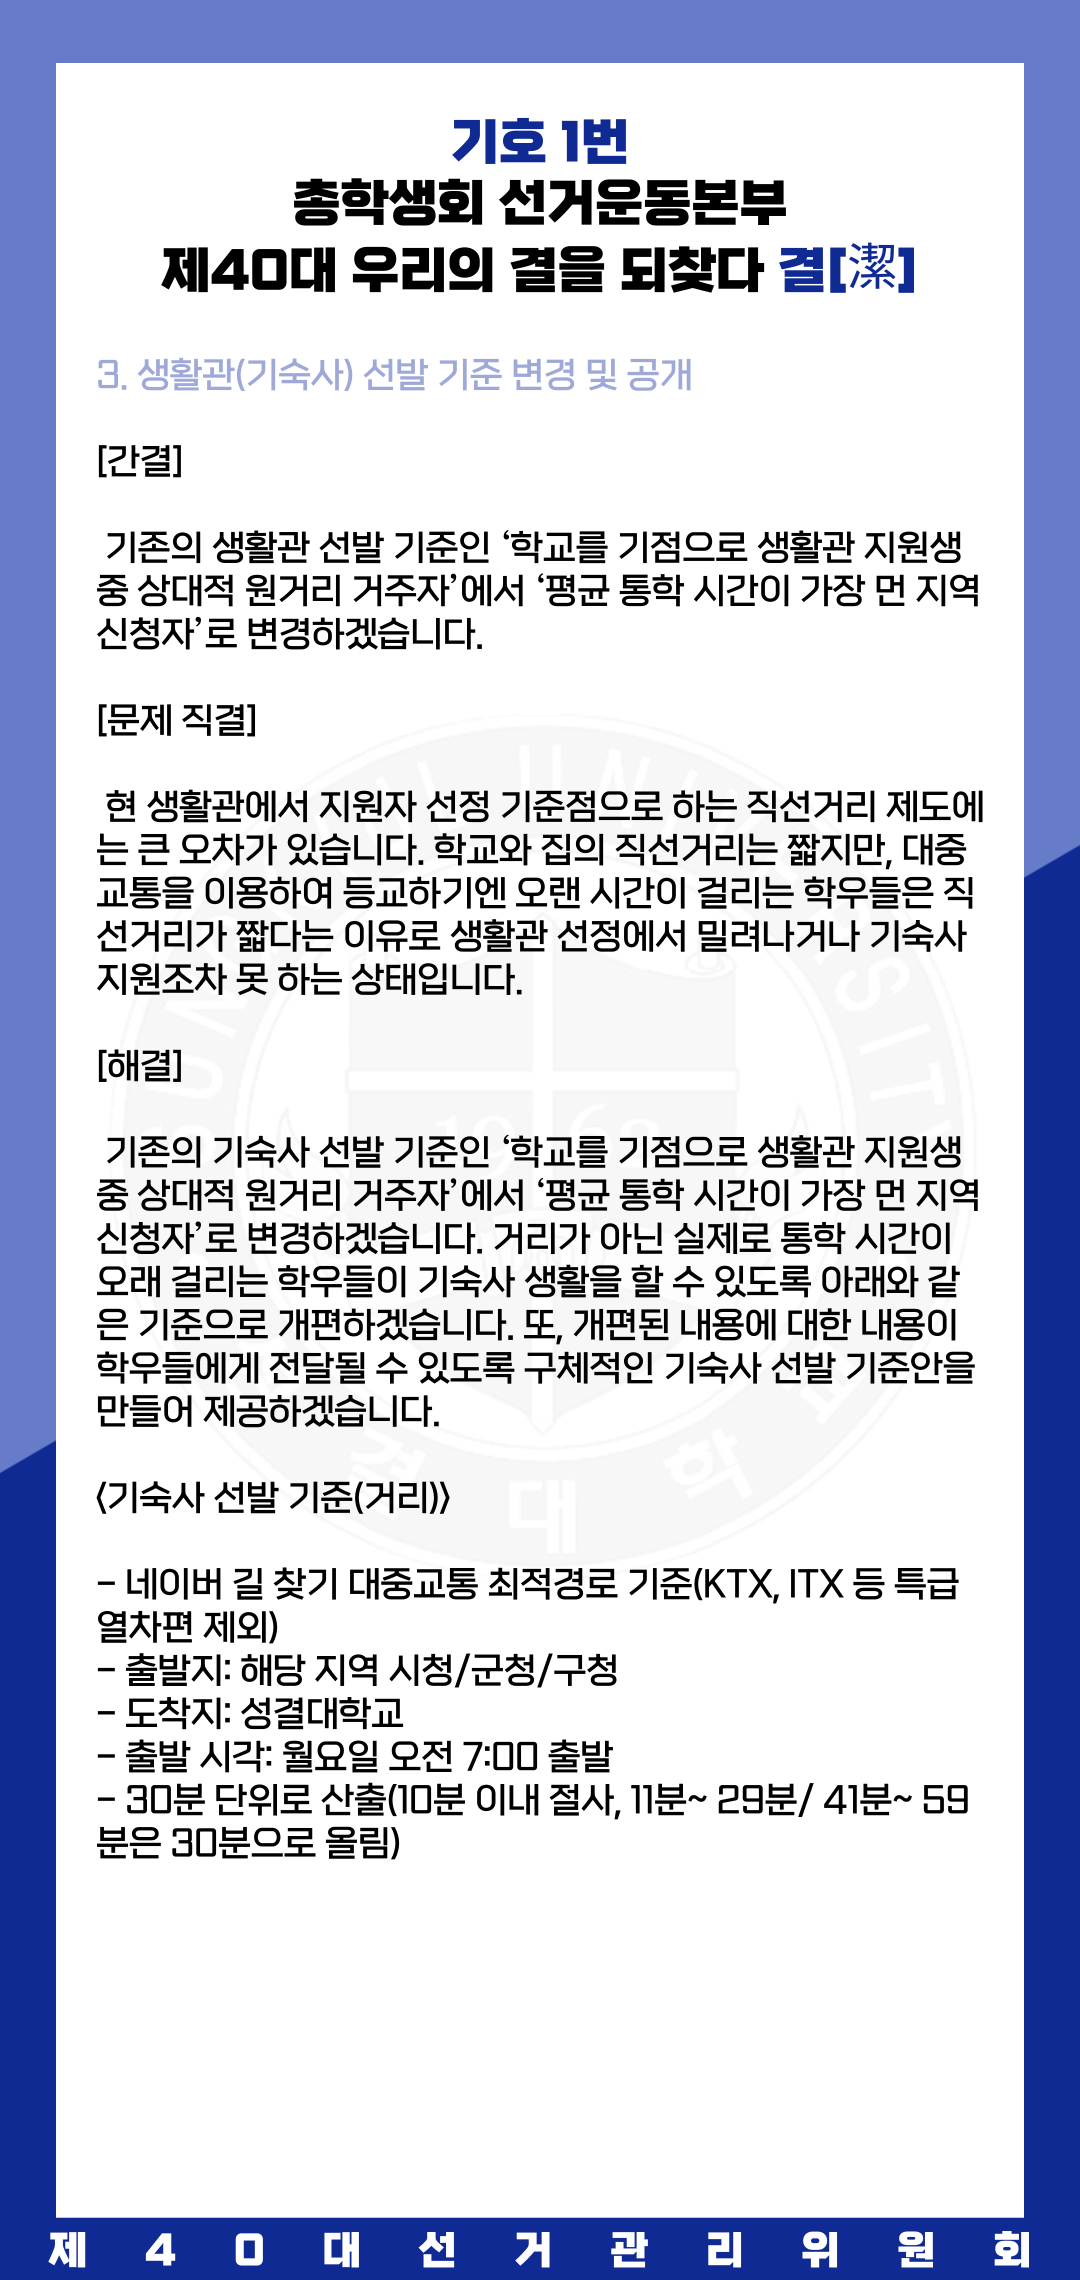 기호 1번
총학생회 선거운동본부
제40대 우리의 결을 되찾다 결[潔]
3. 생활관(기숙사) 선발 기준 변경 및 공개
[간결]
기존의 생활관 선발 기준인 ‘학교를 기점으로 생활관 지원생
중 상대적 원거리 거주자’에서 ‘평균 통학 시간이 가장 먼 지역
신청자’로 변경하겠습니다.
[문제 직결]
현 생활관에서 지원자 선정 기준점으로 하는 직선거리 제도에
는 큰 오차가 있습니다. 학교와 집의 직선거리는 짧지만, 대중
교통을 이용하여 등교하기엔 오랜 시간이 걸리는 학우들은 직
선거리가 짧다는 이유로 생활관 선정에서 밀려나거나 기숙사
지원조차 못 하는 상태입니다.
[해결]
기존의 기숙사 선발 기준인 ‘학교를 기점으로 생활관 지원생
중 상대적 원거리 거주자’에서 ‘평균 통학 시간이 가장 먼 지역
신청자’로 변경하겠습니다. 거리가 아닌 실제로 통학 시간이
오래 걸리는 학우들이 기숙사 생활을 할 수 있도록 아래와 같
은 기준으로 개편하겠습니다. 또, 개편된 내용에 대한 내용이
학우들에게 전달될 수 있도록 구체적인 기숙사 선발 기준안을
만들어 제공하겠습니다.
<기숙사 선발 기준(거리)>
- 네이버 길 찾기 대중교통 최적경로 기준(KTX, ITX 등 특급
열차편 제외)
- 출발지: 해당 지역 시청/군청/구청
- 도착지: 성결대학교
- 출발 시각: 월요일 오전 7:00 출발
- 30분 단위로 산출(10분 이내 절사, 11분~ 29분/ 41분~ 59
분은 30분으로 올림)
제40대선거관리위원회